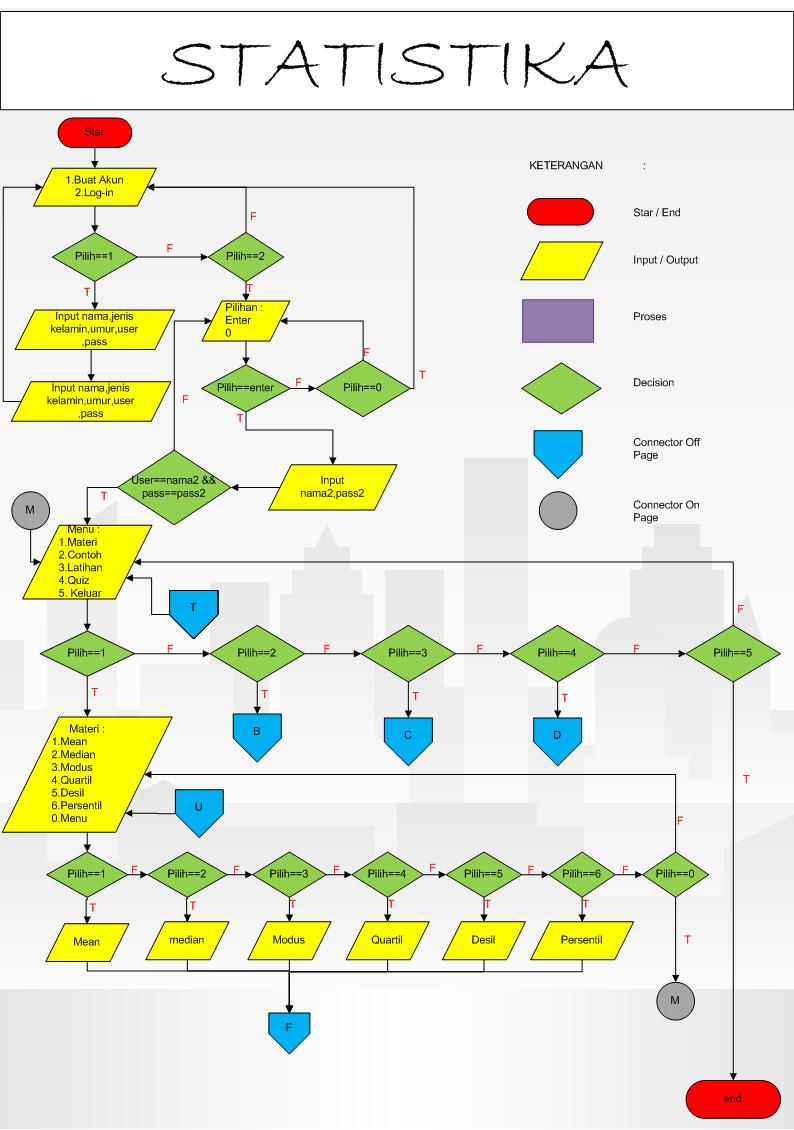 STATISTIKA
Star
1.Buat Akun
2.Log-in
Pilih==1
F
Pilih==2
F
T
T
Input nama,jenis
kelamin,umur,user
,pass
Input nama,jenis
kelamin,umur,user
,pass
Pilihan :
Enter
0
Pilih==enter
F
Pilih==0
F
T
T
F
User==nama2 &&
pass==pass2
T
Input
nama2,pass2
KETERANGAN :
Star / End
Input / Output
Proses
Decision
Connector Off
Page
Connector On
Page
M
Menu :
1.Materi
2.Contoh
3.Latihan
4.Quiz
5. Keluar
T
Pilih==1
F
Pilih==2
F
Pilih==3
F
Pilih==4
F
Pilih==5
F
T
T
T
T
T
B
C
D
Materi :
1.Mean
2.Median
3.Modus
4.Quartil
5.Desil
6.Persentil
0.Menu
U
Pilih==1
F
Pilih==2
F
Pilih==3
F
Pilih==4
F
Pilih==5
F
Pilih==6
F
Pilih==0
F
T
T
T
T
T
T
T
Mean
median
Modus
Quartil
Desil
Persentil
M
F
end